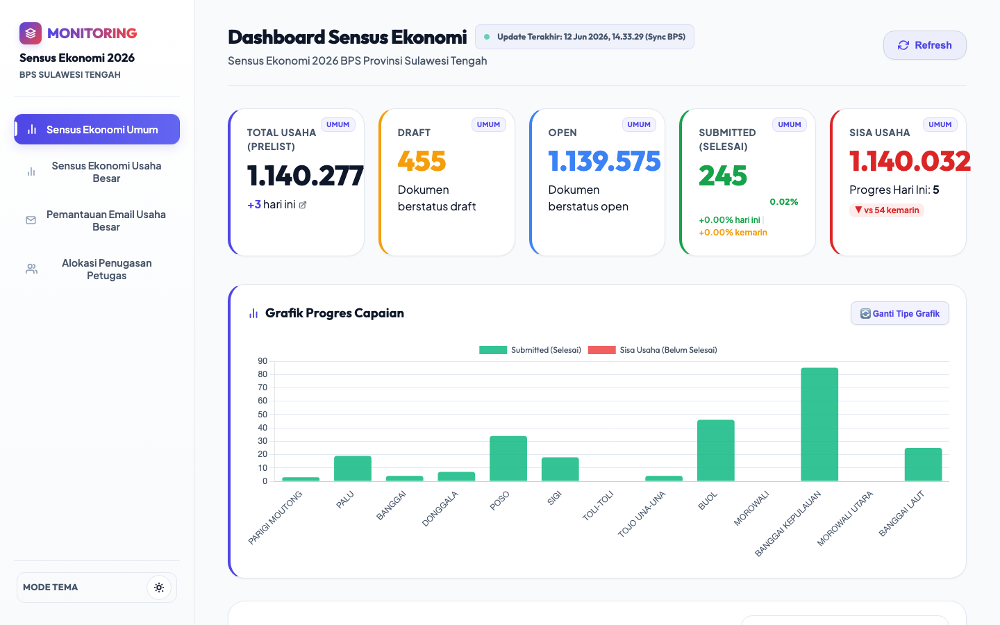 MONITORING
Sensus Ekonomi 2026
BPS SULAWESI TENGAH
Sensus Ekonomi Umum
Sensus Ekonomi Usaha
Besar
Pemantauan Email Usaha
Besar
Alokasi Penugasan
Petugas
MODE TEMA
Dashboard Sensus Ekonomi
Update Terakhir: 12 Jun 2026, 14.33.29 (Sync BPS)
Sensus Ekonomi 2026 BPS Provinsi Sulawesi Tengah
Refresh
UMUM
TOTAL USAHA
(PRELIST)
1.140.277
+3 hari ini
UMUM
DRAFT
455
Dokumen
berstatus draft
UMUM
OPEN
1.139.575
Dokumen
berstatus open
UMUM
SUBMITTED
(SELESAI)
245
0.02%
+0.00% hari ini |
+0.00% kemarin
UMUM
SISA USAHA
1.140.032
Progres Hari Ini: 5
▼ vs 54 kemarin
Grafik Progres Capaian
Ganti Tipe Grafik
Submitted (Selesai)
Sisa Usaha (Belum Selesai)
90
80
70
60
50
40
30
20
10
0
PARIGI MOUTONG
PALU
BANGGAI
DONGGALA
POSO
SIGI
TOLI-TOLI
TOJO UNA-UNA
BUOL
MOROWALI
BANGGAI KEPULAUAN
MOROWALI UTARA
BANGGAI LAUT